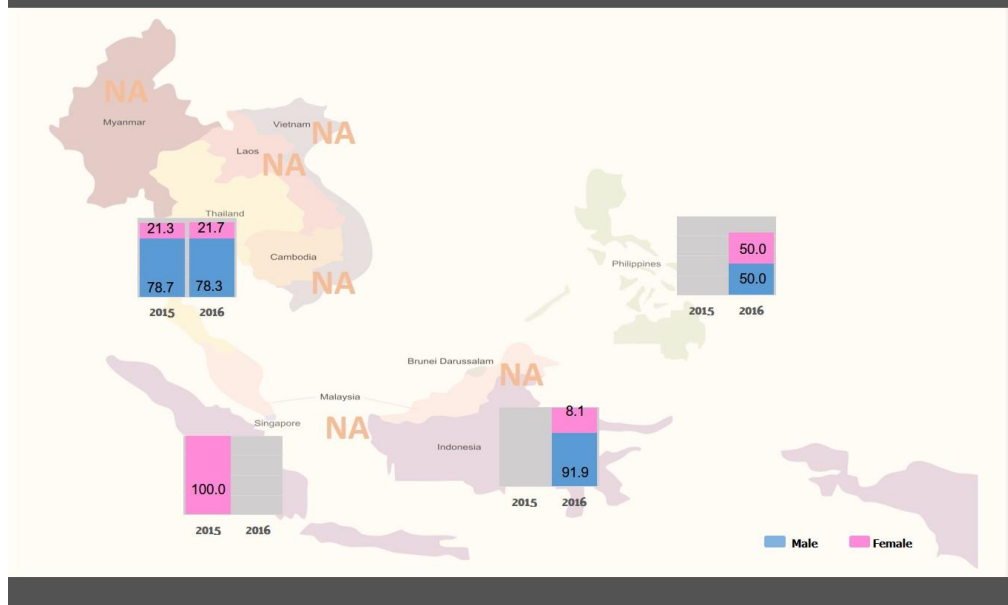 NA
Myanmar
Vietnam
NA
Laos
NA
Thailand
21.3 21.7
78.7 78.3
2015 2016
Cambodia
NA
Philippines
50.0
50.0
2015 2016
Brunei Darussalam
NA
Malaysia
NA
Singapore
100.0
2015 2016
Indonesia
8.1
91.9
2015 2016
Male Female